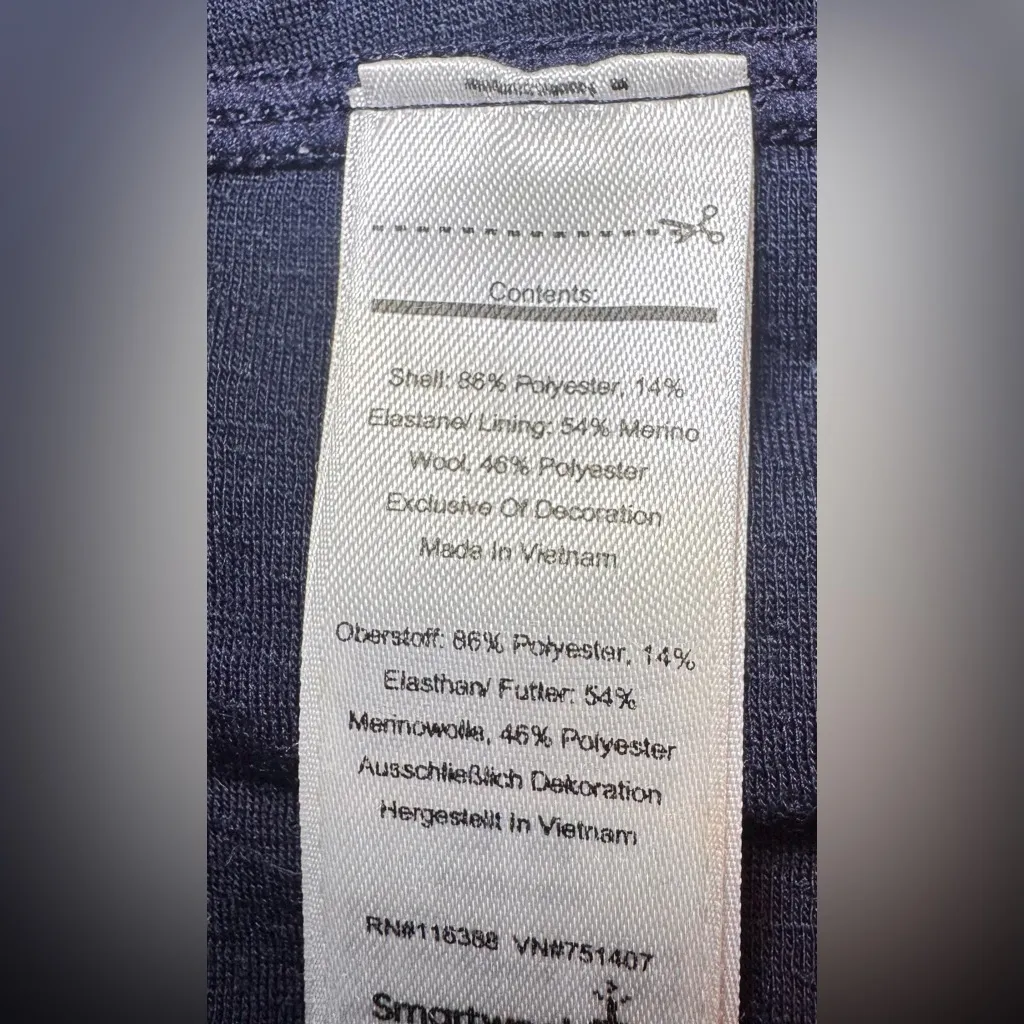 Contents:
Shell: 86% Polyester, 14%
Elastane/ Lining: 54% Merino
Wool, 46% Polyester
Exclusive Of Decoration
Made In Vietnam
Oberstoff: 86% Polyester, 14%
Elasthan/ Futter: 54%
Merinowolle, 46% Polyester
Ausschließlich Dekoration
Hergestellt In Vietnam
RN#116388 VN#751407